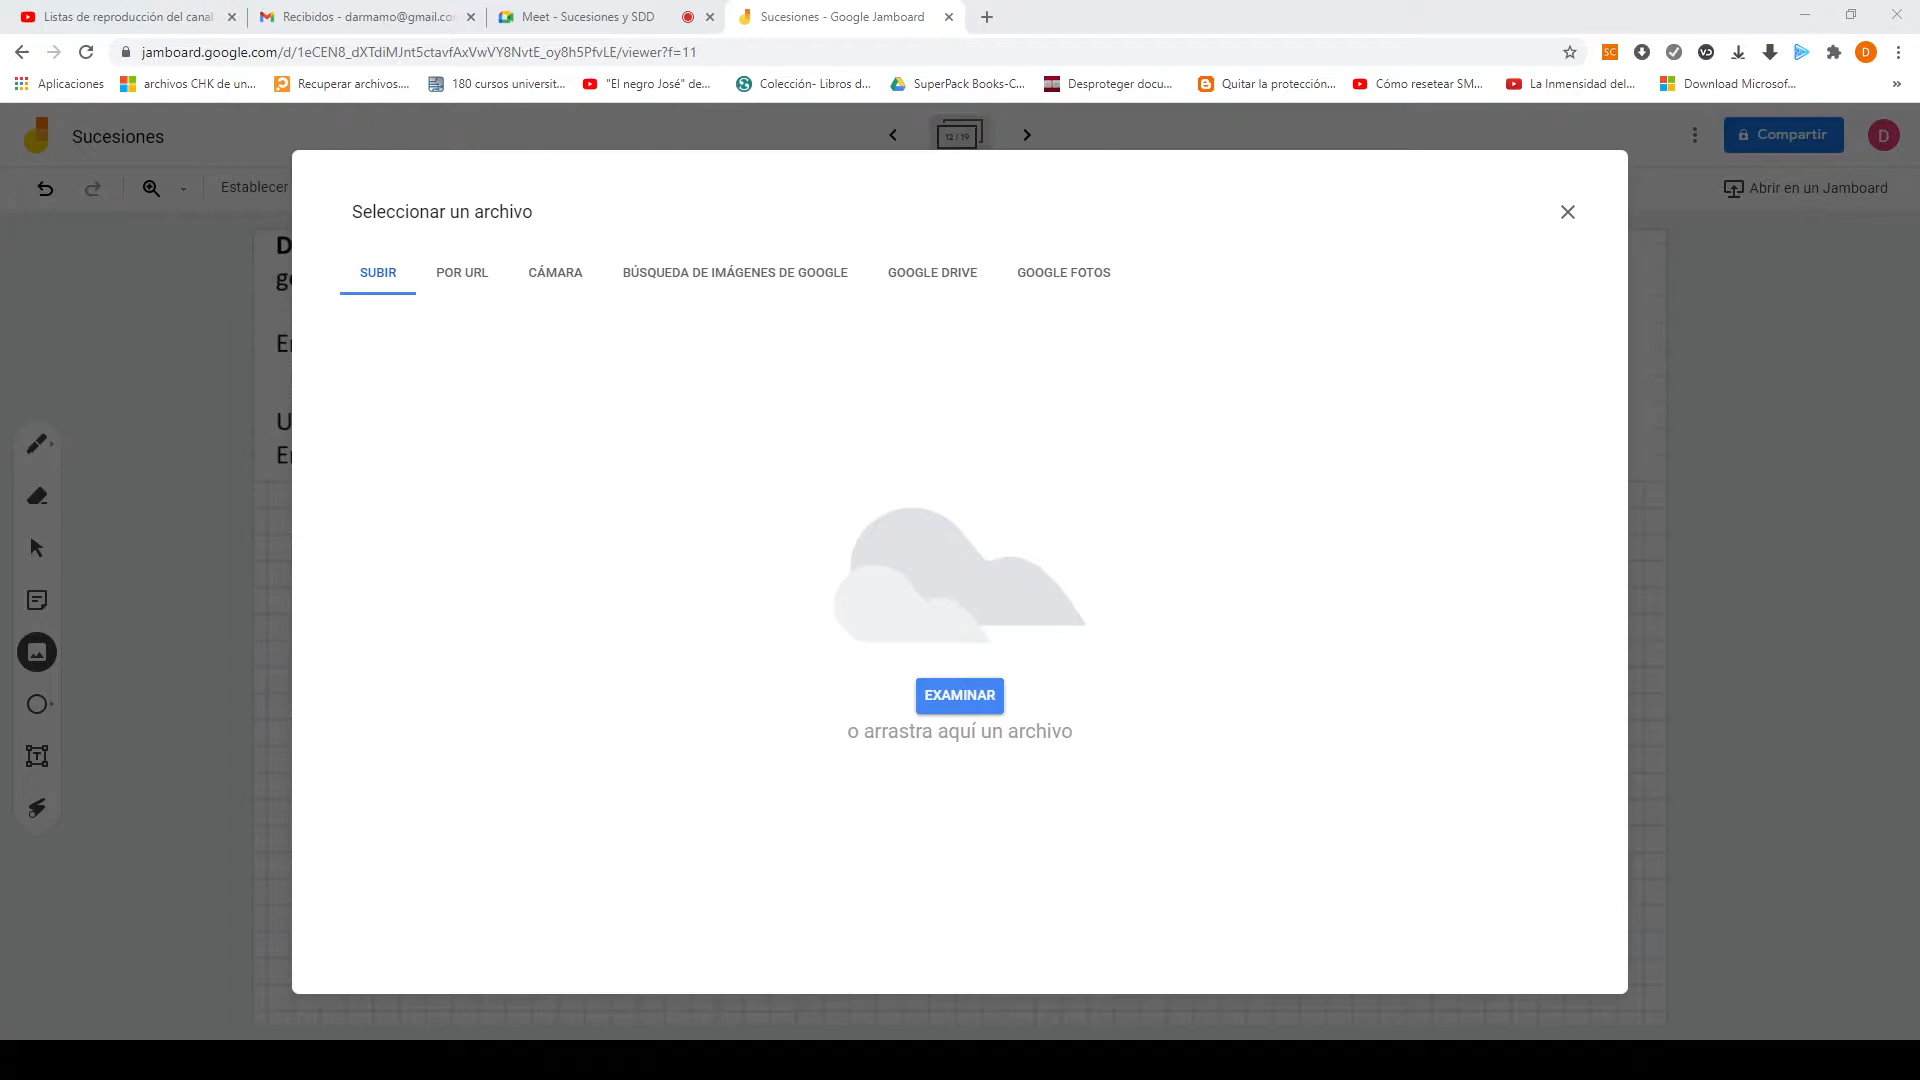 Listas de reproducción del canal
Recibidos - darmamo@gmail.co
Meet - Sucesiones y SDD
Sucesiones - Google Jamboard
jamboard.google.com/d/1eCEN8_dXTdiMJnt5ctavfAxVwVY8NvtE_oy8h5PfvLE/viewer?f=11
SC
VD
D
Aplicaciones
archivos CHK de un...
Recuperar archivos....
180 cursos universit...
"El negro José" de...
Colección- Libros d...
SuperPack Books-C...
Desproteger docu...
Quitar la protección...
Cómo resetear SM...
La Inmensidad del...
Download Microsof...
»
Sucesiones
12 / 19
Compartir
D
Establecer
Abrir en un Jamboard
Seleccionar un archivo
SUBIR
POR URL
CÁMARA
BÚSQUEDA DE IMÁGENES DE GOOGLE
GOOGLE DRIVE
GOOGLE FOTOS
EXAMINAR
o arrastra aquí un archivo